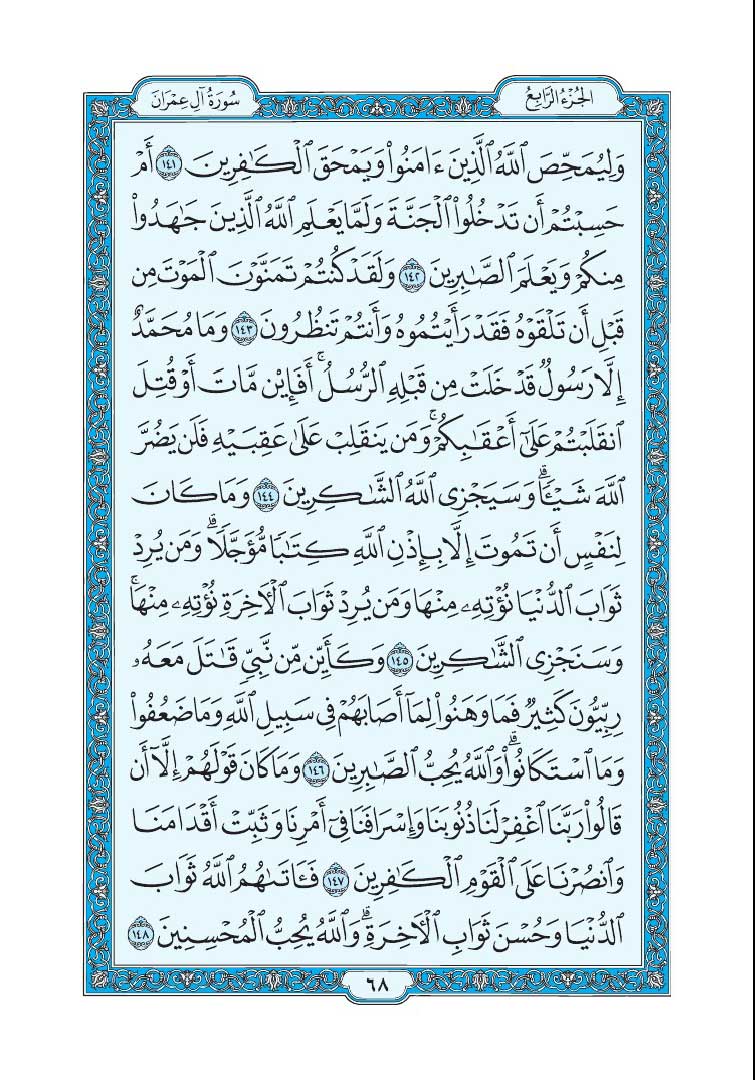 الجُزْءُ الرَّابِعُ
سُورَةُ آلِ عِمْرَانَ
وَلِيُمَحِّصَ ٱللَّهُ ٱلَّذِينَ ءَامَنُوا۟ وَيَمْحَقَ ٱلْكَٰفِرِينَ ١٤١ أَمْ
حَسِبْتُمْ أَن تَدْخُلُوا۟ ٱلْجَنَّةَ وَلَمَّا يَعْلَمِ ٱللَّهُ ٱلَّذِينَ جَٰهَدُوا۟
مِنكُمْ وَيَعْلَمَ ٱلصَّٰبِرِينَ ١٤٢ وَلَقَدْ كُنتُمْ تَمَنَّوْنَ ٱلْمَوْتَ مِن
قَبْلِ أَن تَلْقَوْهُ فَقَدْ رَأَيْتُمُوهُ وَأَنتُمْ تَنظُرُونَ ١٤٣ وَمَا مُحَمَّدٌ
إِلَّا رَسُولٌ قَدْ خَلَتْ مِن قَبْلِهِ ٱلرُّسُلُ ۚ أَفَإِي۟ن مَّاتَ أَوْ قُتِلَ
ٱنقَلَبْتُمْ عَلَىٰٓ أَعْقَٰبِكُمْ ۚ وَمَن يَنقَلِبْ عَلَىٰ عَقِبَيْهِ فَلَن يَضُرَّ
ٱللَّهَ شَيْـًٔا ۗ وَسَيَجْزِى ٱللَّهُ ٱلشَّٰكِرِينَ ١٤٤ وَمَا كَانَ
لِنَفْسٍ أَن تَمُوتَ إِلَّا بِإِذْنِ ٱللَّهِ كِتَٰبًا مُّؤَجَّلًا ۗ وَمَن يُرِدْ
ثَوَابَ ٱلدُّنْيَا نُؤْتِهِۦ مِنْهَا وَمَن يُرِدْ ثَوَابَ ٱلْءَاخِرَةِ نُؤْتِهِۦ مِنْهَا ۚ
وَسَنَجْزِى ٱلشَّٰكِرِينَ ١٤٥ وَكَأَيِّن مِّن نَّبِىٍّ قَٰتَلَ مَعَهُۥ
رِبِّيُّونَ كَثِيرٌ فَمَا وَهَنُوا۟ لِمَآ أَصَابَهُمْ فِى سَبِيلِ ٱللَّهِ وَمَا ضَعُفُوا۟
وَمَا ٱسْتَكَانُوا۟ ۗ وَٱللَّهُ يُحِبُّ ٱلصَّٰبِرِينَ ١٤٦ وَمَا كَانَ قَوْلَهُمْ إِلَّآ أَن
قَالُوا۟ رَبَّنَا ٱغْفِرْ لَنَا ذُنُوبَنَا وَإِسْرَافَنَا فِىٓ أَمْرِنَا وَثَبِّتْ أَقْدَامَنَا
وَٱنصُرْنَا عَلَى ٱلْقَوْمِ ٱلْكَٰفِرِينَ ١٤٧ فَـَٔاتَىٰهُمُ ٱللَّهُ ثَوَابَ
ٱلدُّنْيَا وَحُسْنَ ثَوَابِ ٱلْءَاخِرَةِ ۗ وَٱللَّهُ يُحِبُّ ٱلْمُحْسِنِينَ ١٤٨
٦٨